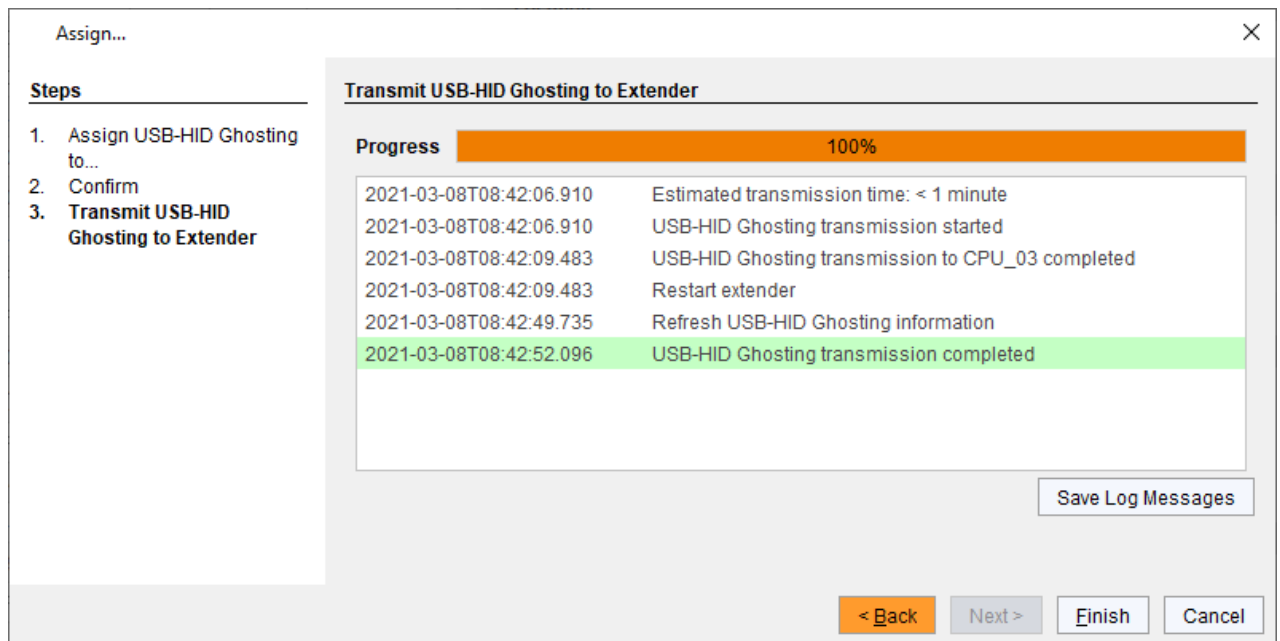 Assign...
Steps
1. Assign USB-HID Ghosting
to...
2. Confirm
3. Transmit USB-HID
Ghosting to Extender
Transmit USB-HID Ghosting to Extender
Progress 100%
2021-03-08T08:42:06.910 Estimated transmission time: < 1 minute
2021-03-08T08:42:06.910 USB-HID Ghosting transmission started
2021-03-08T08:42:09.483 USB-HID Ghosting transmission to CPU_03 completed
2021-03-08T08:42:09.483 Restart extender
2021-03-08T08:42:49.735 Refresh USB-HID Ghosting information
2021-03-08T08:42:52.096 USB-HID Ghosting transmission completed
Save Log Messages
< Back Next > Finish Cancel